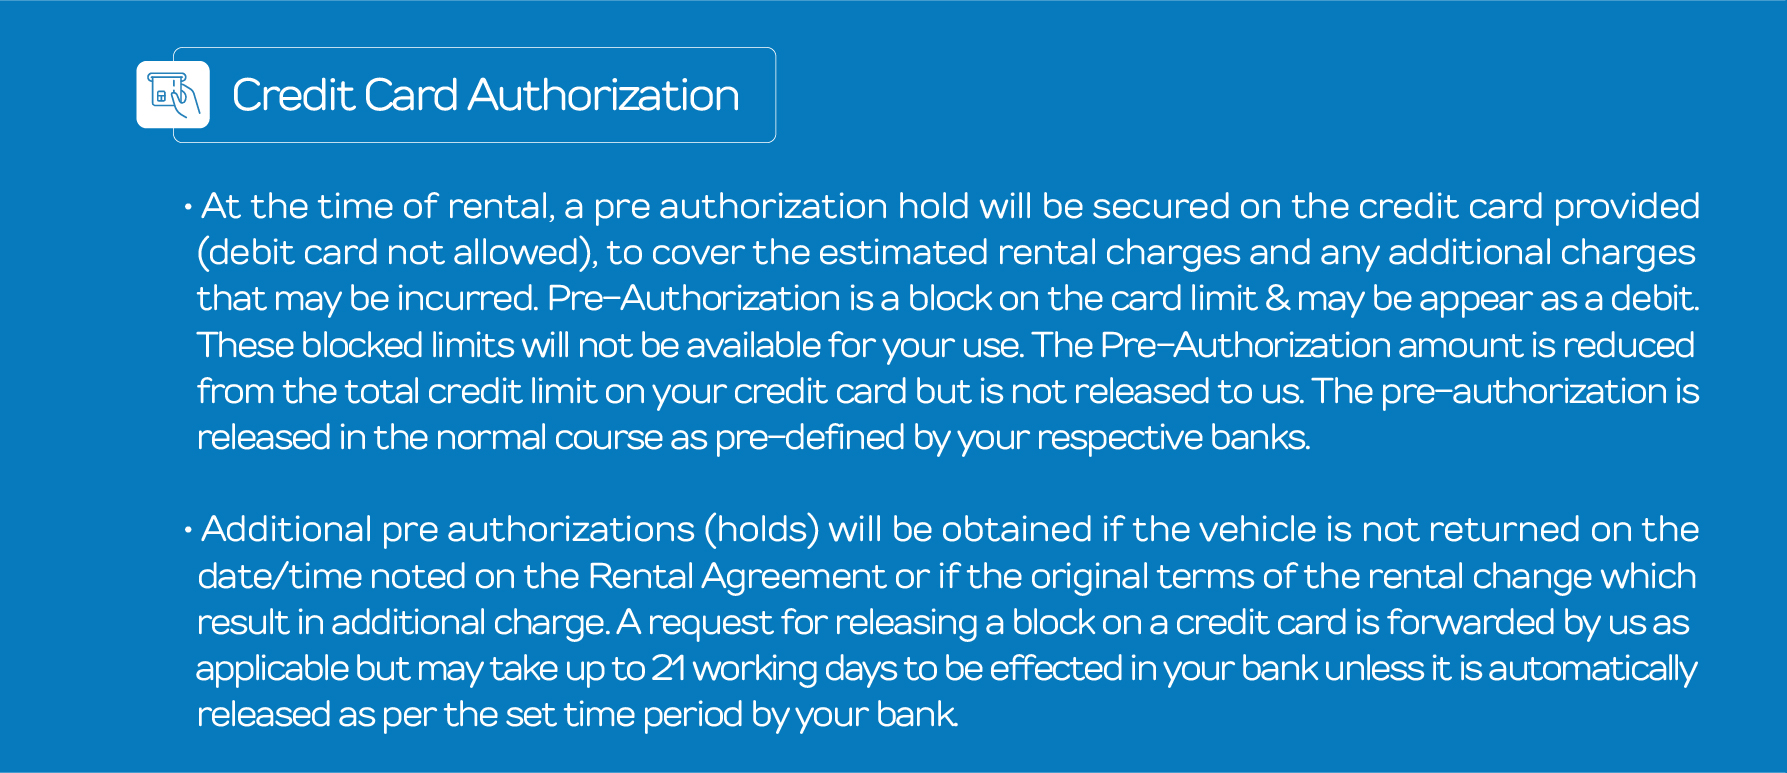 Credit Card Authorization
• At the time of rental, a pre authorization hold will be secured on the credit card provided
(debit card not allowed), to cover the estimated rental charges and any additional charges
that may be incurred. Pre–Authorization is a block on the card limit & may be appear as a debit.
These blocked limits will not be available for your use. The Pre–Authorization amount is reduced
from the total credit limit on your credit card but is not released to us. The pre–authorization is
released in the normal course as pre–defined by your respective banks.
• Additional pre authorizations (holds) will be obtained if the vehicle is not returned on the
date/time noted on the Rental Agreement or if the original terms of the rental change which
result in additional charge. A request for releasing a block on a credit card is forwarded by us as
applicable but may take up to 21 working days to be effected in your bank unless it is automatically
released as per the set time period by your bank.